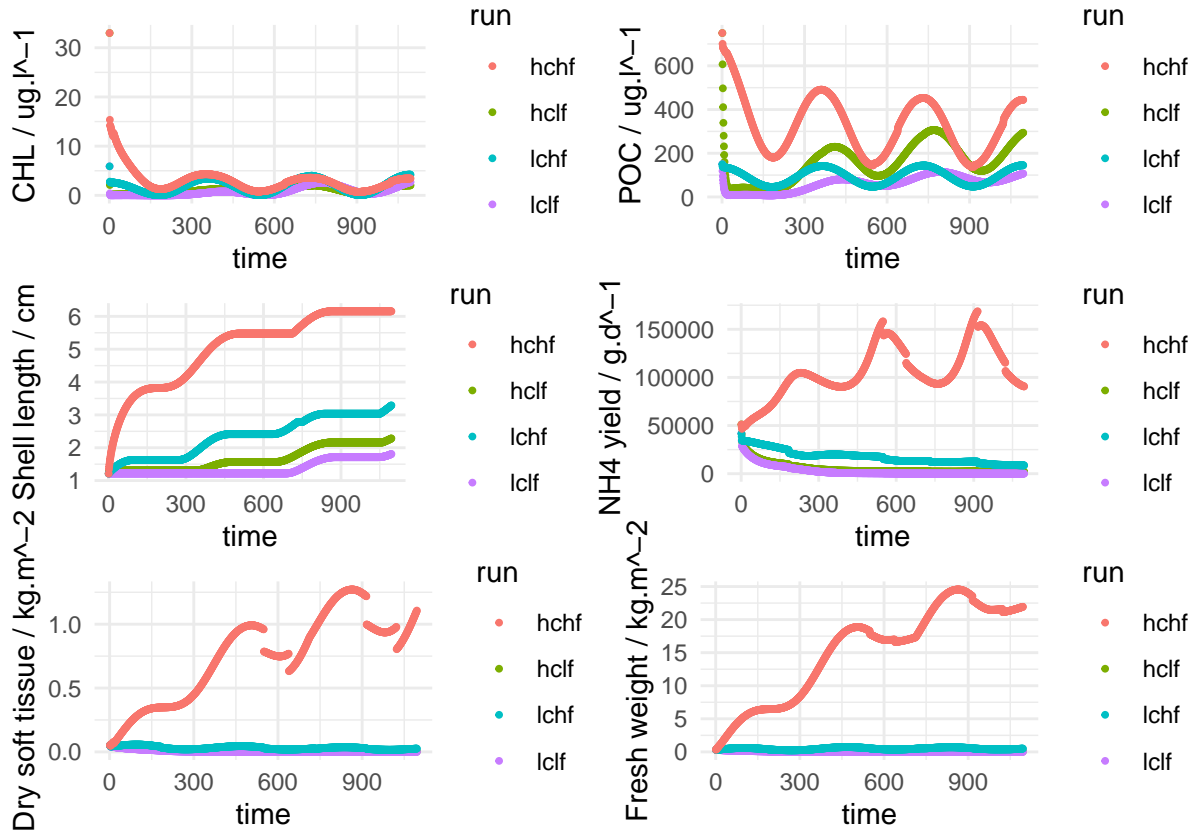 CHL / ug.l^−1
30
20
10
0
0 300 600 900
time
run
hchf
hclf
lchf
lclf
POC / ug.l^−1
600
400
200
0
0 300 600 900
time
run
hchf
hclf
lchf
lclf
Shell length / cm
6
5
4
3
2
1
0 300 600 900
time
run
hchf
hclf
lchf
lclf
NH4 yield / g.d^−1
150000
100000
50000
0
0 300 600 900
time
run
hchf
hclf
lchf
lclf
Dry soft tissue / kg.m^−2
1.0
0.5
0.0
0 300 600 900
time
run
hchf
hclf
lchf
lclf
Fresh weight / kg.m^−2
25
20
15
10
5
0
0 300 600 900
time
run
hchf
hclf
lchf
lclf